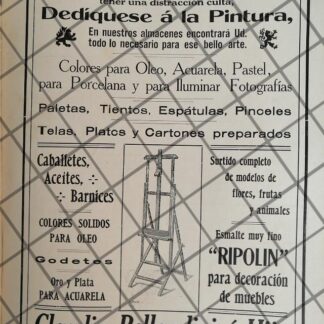 tener una distracción culta,
Dedíquese á la Pintura,
En nuestros almacenes encontrará Ud.
todo lo necesario para ese bello arte.
Colores para Oleo, Acuarela, Pastel,
para Porcelana y para Iluminar Fotografías
Paletas, Tientos, Espátulas, Pinceles
Telas, Platos y Cartones preparados
Caballetes,
Aceites,
Barnices
COLORES SOLIDOS
PARA OLEO
Godetes
Oro y Plata
PARA ACUARELA
Surtido completo
de modelos de
flores, frutas
y animales
Esmalte muy fino
"RIPOLIN"
para decoración
de muebles